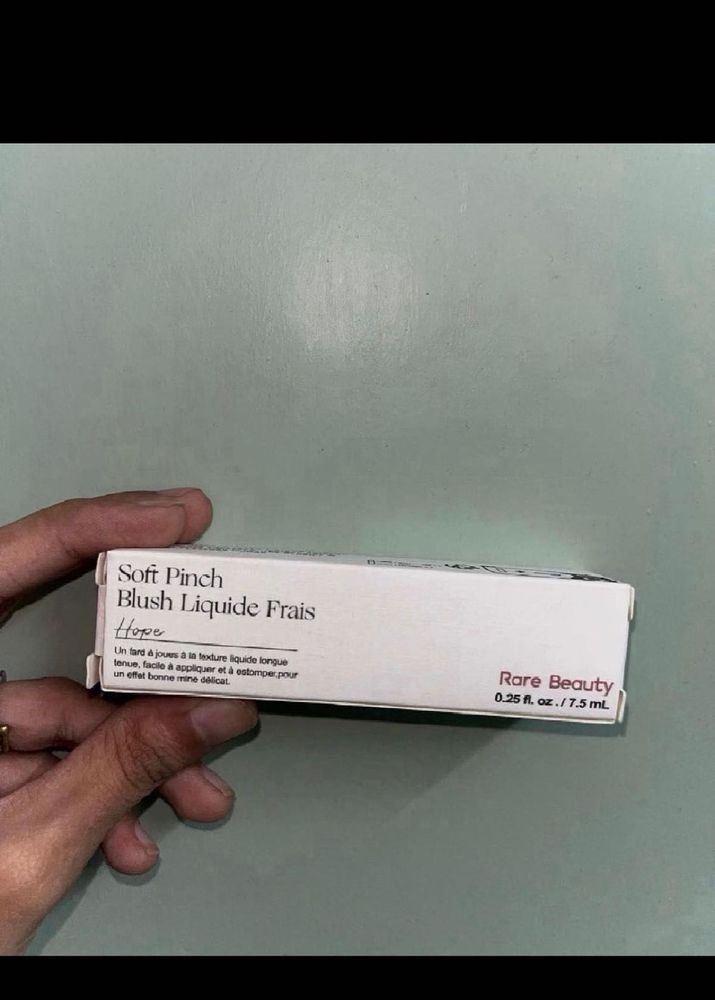 Soft Pinch
Blush Liquide Frais
Hope
Un fard à joues à la texture liquide longue
tenue, facile à appliquer et à estomper,pour
un effet bonne mine délicat.
Rare Beauty
0.25 fl. oz ./ 7.5 mL